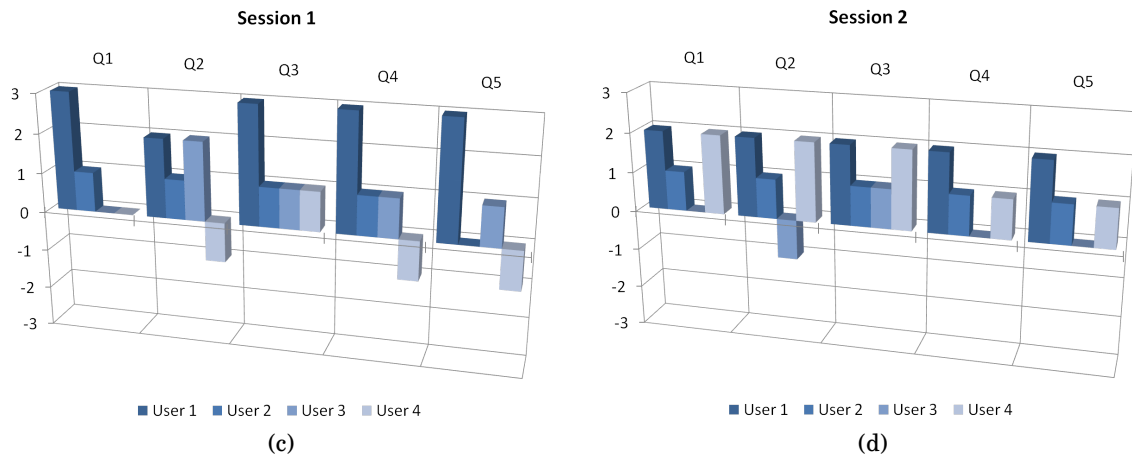 Session 1
Q1 Q2 Q3 Q4 Q5
3
2
1
0
-1
-2
-3
User 1 User 2 User 3 User 4
(c)
Session 2
Q1 Q2 Q3 Q4 Q5
3
2
1
0
-1
-2
-3
User 1 User 2 User 3 User 4
(d)